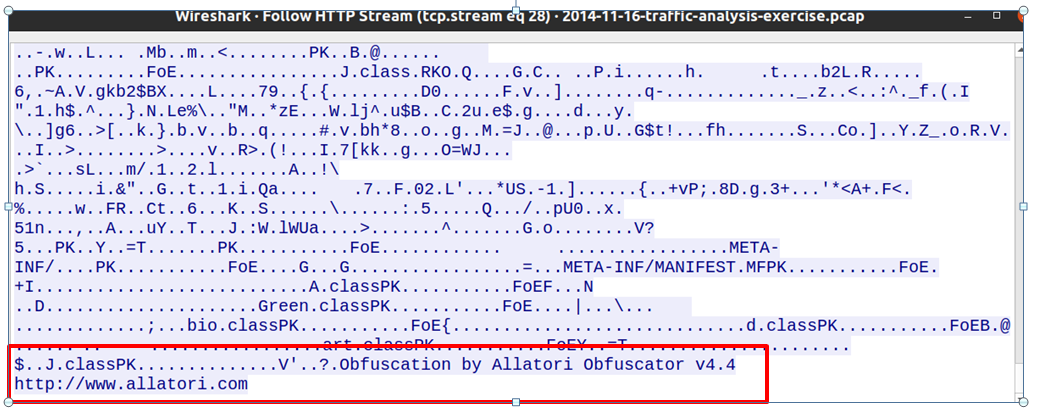 Wireshark · Follow HTTP Stream (tcp.stream eq 28) · 2014-11-16-traffic-analysis-exercise.pcap
..-.w..L... .Mb..m..<........PK..B.@......
..PK.........FoE................J.class.RKO.Q....G.C.. ..P.i......h. .t....b2L.R.....
6,.~A.V.gkb2$BX....L....79..{.{.........D0......F.v..]........q-............._.z..<..:^._f.(.I
".1.h$.^...}.N.Le%\.."M..*zE...W.lj^.u$B..C.2u.e$.g....d...y.
\..]g6..>[..k.}.b.v..b..q.....#.v.bh*8..o..g..M.=J..@...p.U..G$t!...fh.......S...Co.]..Y.Z_.o.R.V.
..I..>........>....v..R>.(!...I.7[kk..g...O=WJ...
.>`...sL...m/.1..2.l.......A..!\
h.S.....i.&"..G..t..1.i.Qa.... .7..F.02.L'...*US.-1.]......{..+vP;.8D.g.3+...'*<A+.F<.
%.....w..FR..Ct..6...K..S......\......:.5.....Q.../..pU0..x.
51n...,..A...uY..T...J.:W.lWUa....>.......^.......G.o........V?
5...PK..Y..=T.......PK...........FoE............ .................META-
INF/....PK...........FoE....G...G.................=...META-INF/MANIFEST.MFPK...........FoE.
+I...........................A.classPK...........FoEF...N
..D.....................Green.classPK...........FoE....|...\...
.............;...bio.classPK...........FoE{.............................d.classPK...........FoEB.@
art.classPK...........FoEY..=T......................
$..J.classPK..............V'..?.Obfuscation by Allatori Obfuscator v4.4
http://www.allatori.com